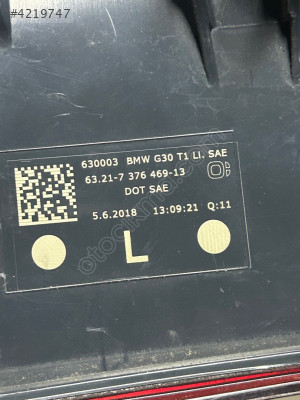 #4219747
630003 BMW G30 T1 LI. SAE
63.21-7 376 469-13
DOT SAE
5.6.2018 13:09:21 Q:11
L